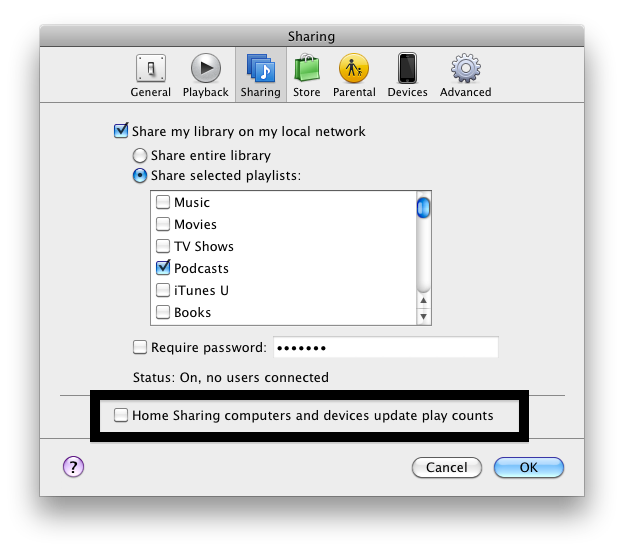 Sharing
General Playback Sharing Store Parental Devices Advanced
Share my library on my local network
Share entire library
Share selected playlists:
Music
Movies
TV Shows
Podcasts
iTunes U
Books
Require password: •••••••
Status: On, no users connected
Home Sharing computers and devices update play counts
? Cancel OK